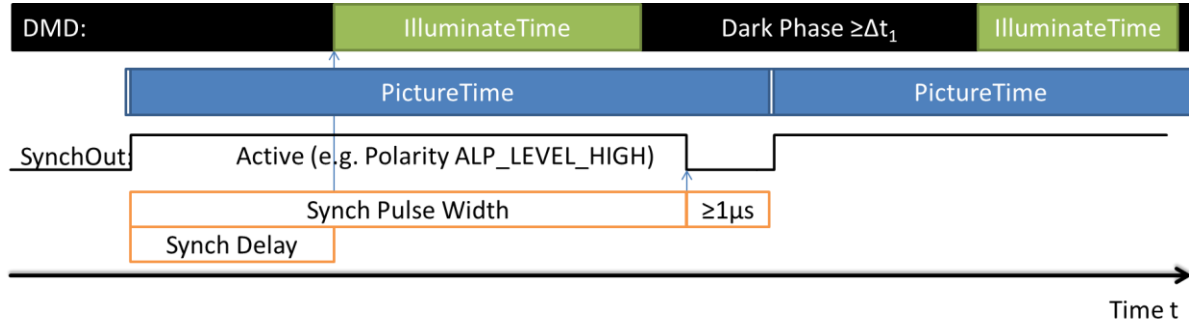 DMD: IlluminateTime Dark Phase ≥Δt₁ IlluminateTime
PictureTime PictureTime
SynchOut: Active (e.g. Polarity ALP_LEVEL_HIGH)
Synch Pulse Width ≥1µs
Synch Delay
Time t